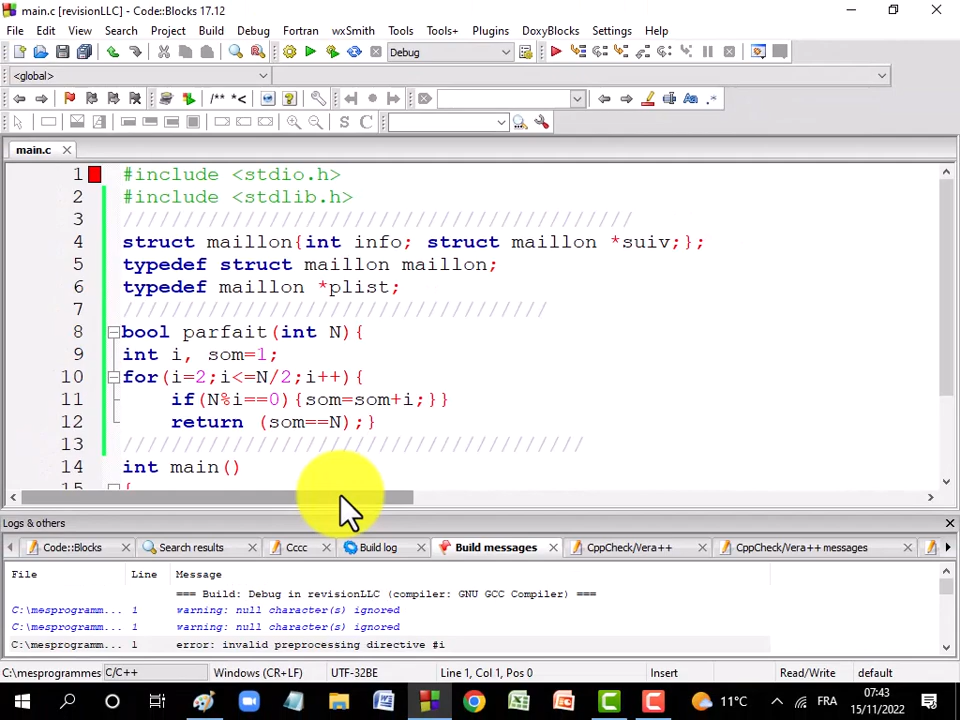 main.c [revisionLLC] - Code::Blocks 17.12
File Edit View Search Project Build Debug Fortran wxSmith Tools Tools+ Plugins DoxyBlocks Settings Help
Debug
<global>
/** *<
S C
main.c
1 #include <stdio.h>
2 #include <stdlib.h>
3 //////////////////////////////////////////
4 struct maillon{int info; struct maillon *suiv;};
5 typedef struct maillon maillon;
6 typedef maillon *plist;
7 ///////////////////////////////////
8 bool parfait(int N){
9 int i, som=1;
10 for(i=2;i<=N/2;i++){
11 if(N%i==0){som=som+i;}}
12 return (som==N);}
13 //////////////////////////////////////
14 int main()
15 {
Logs & others
Code::Blocks Search results Cccc Build log Build messages CppCheck/Vera++ CppCheck/Vera++ messages
File Line Message
=== Build: Debug in revisionLLC (compiler: GNU GCC Compiler) ===
C:\mesprogramm... 1 warning: null character(s) ignored
C:\mesprogramm... 1 warning: null character(s) ignored
C:\mesprogramm... 1 error: invalid preprocessing directive #i
C:\mesprogrammes C/C++ Windows (CR+LF) UTF-32BE Line 1, Col 1, Pos 0 Insert Read/Write default
11°C FRA 07:43
15/11/2022